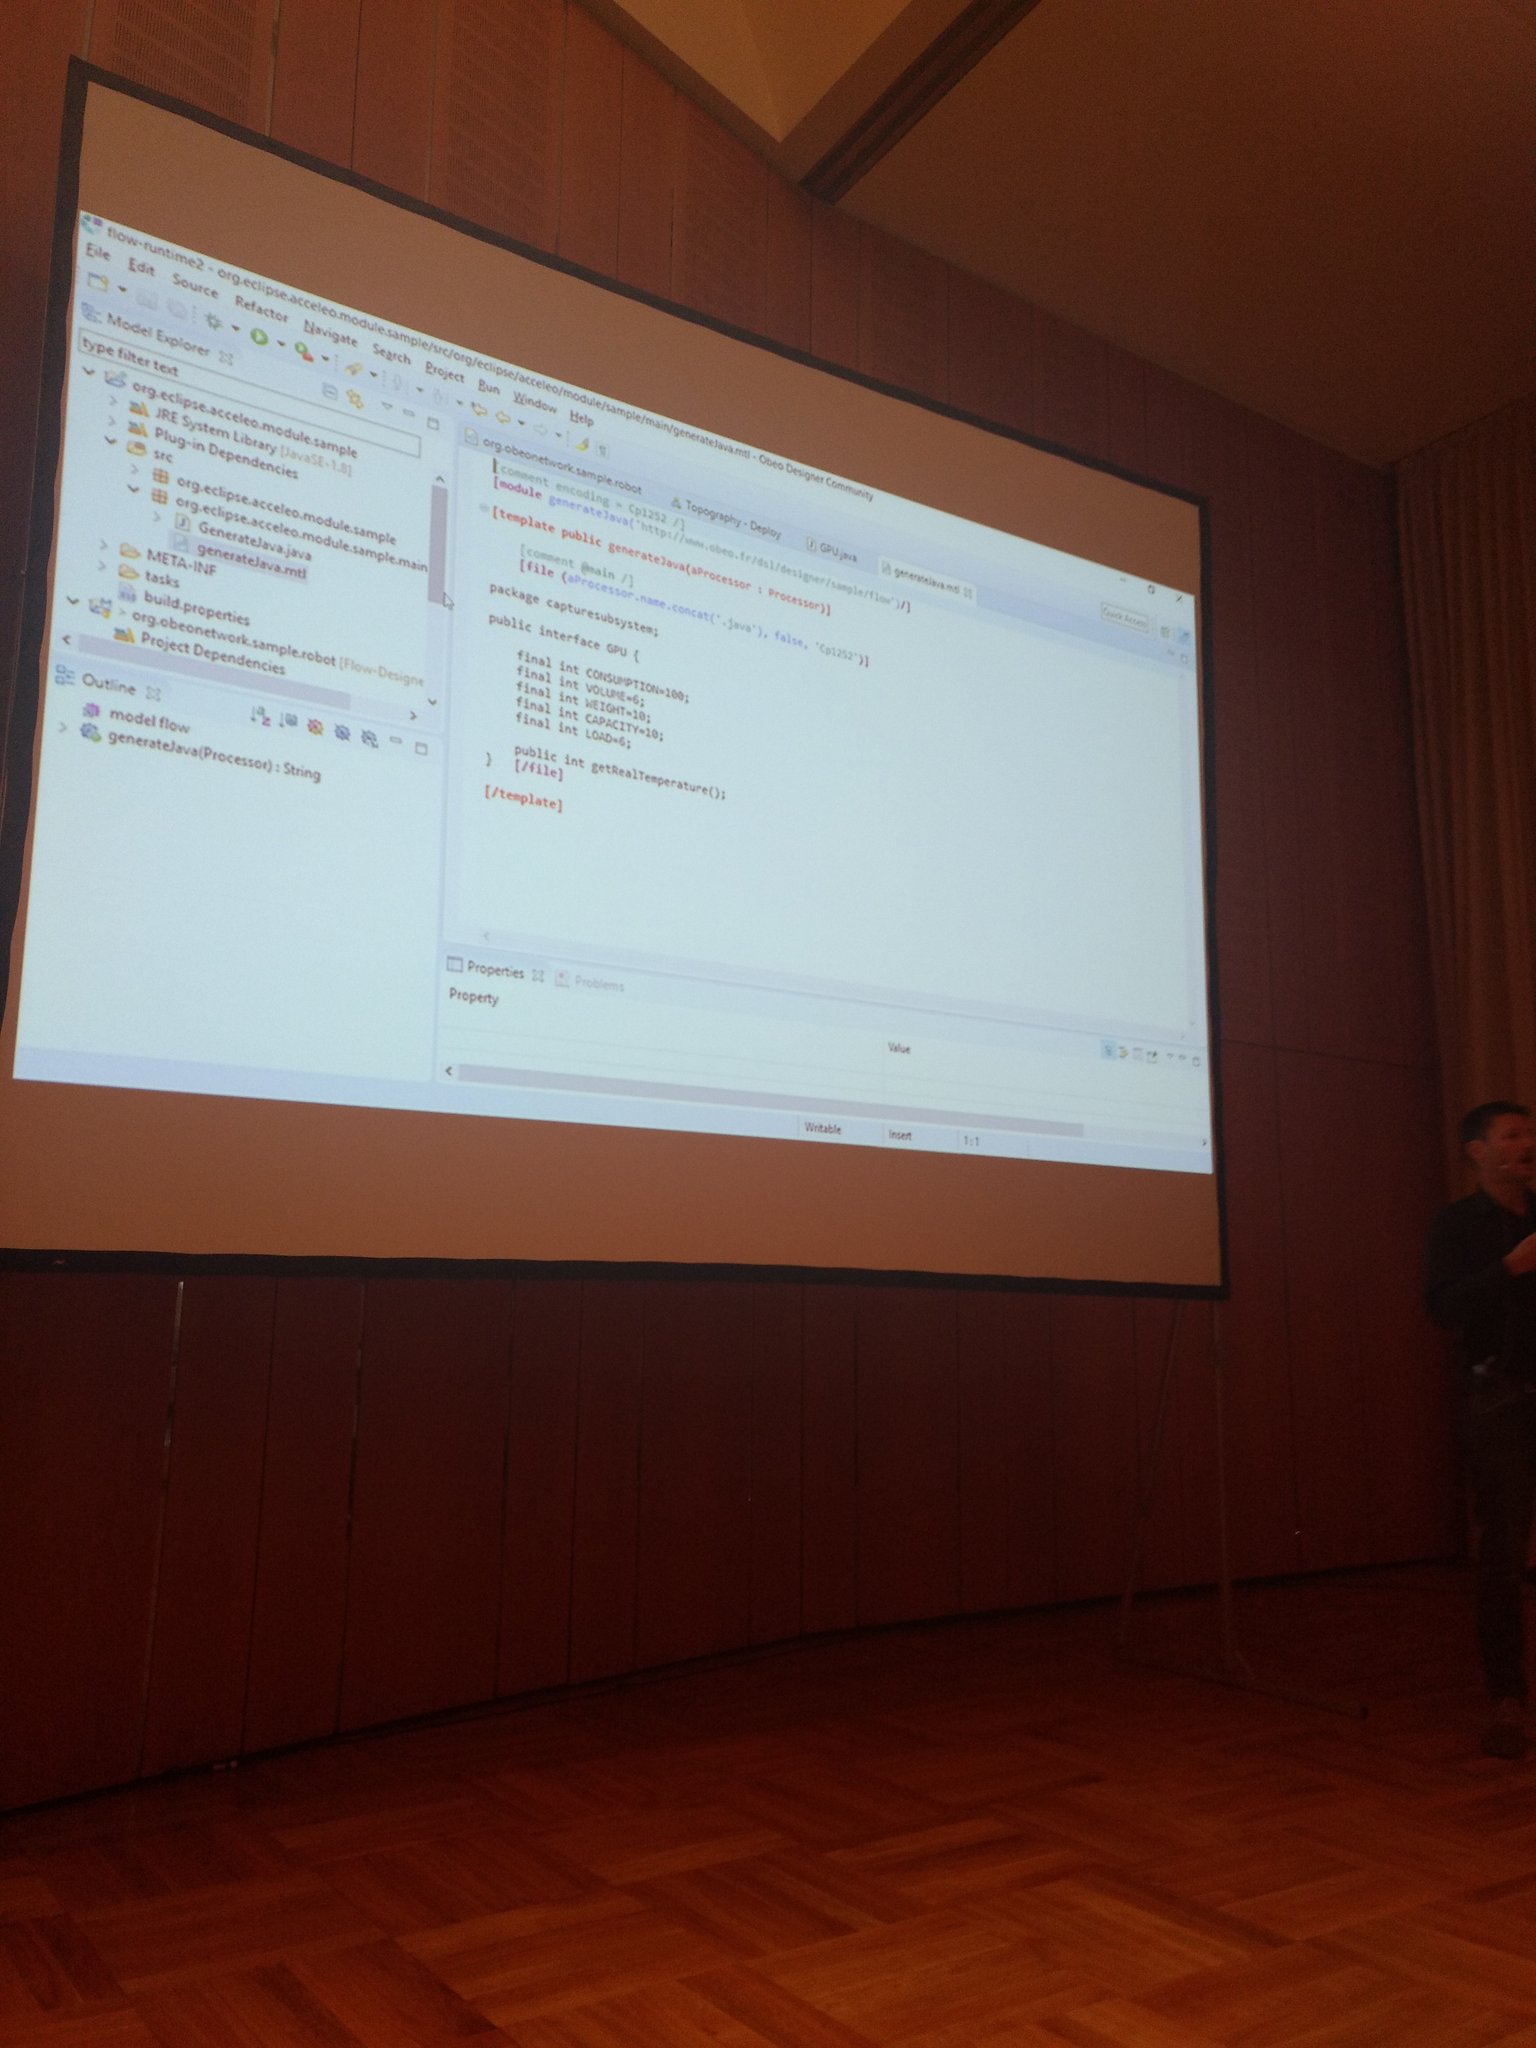 flow-runtime2 - org.eclipse.acceleo.module.sample/src/org/eclipse/acceleo/module/sample/main/generateJava.mtl - Obeo Designer Community
File Edit Source Refactor Navigate Search Project Run Window Help
Quick Access
Model Explorer
type filter text
org.eclipse.acceleo.module.sample
JRE System Library [JavaSE-1.8]
Plug-in Dependencies
src
org.eclipse.acceleo.module.sample
org.eclipse.acceleo.module.sample.main
GenerateJava.java
generateJava.mtl
META-INF
tasks
build.properties
> org.obeonetwork.sample.robot [Flow-Designe
Project Dependencies
Outline
model flow
generateJava(Processor) : String
org.obeonetwork.sample.robot
Topography - Deploy
GPU.java
generateJava.mtl
[comment encoding = Cp1252 /]
[module generateJava('http://www.obeo.fr/dsl/designer/sample/flow')/]
[template public generateJava(aProcessor : Processor)]
[comment @main /]
[file (aProcessor.name.concat('.java'), false, 'Cp1252')]
package capturesubsystem;
public interface GPU {
final int CONSUMPTION=100;
final int VOLUME=6;
final int WEIGHT=10;
final int CAPACITY=10;
final int LOAD=6;
public int getRealTemperature();
} [/file]
[/template]
Properties
Problems
Property
Value
Writable
Insert
1:1